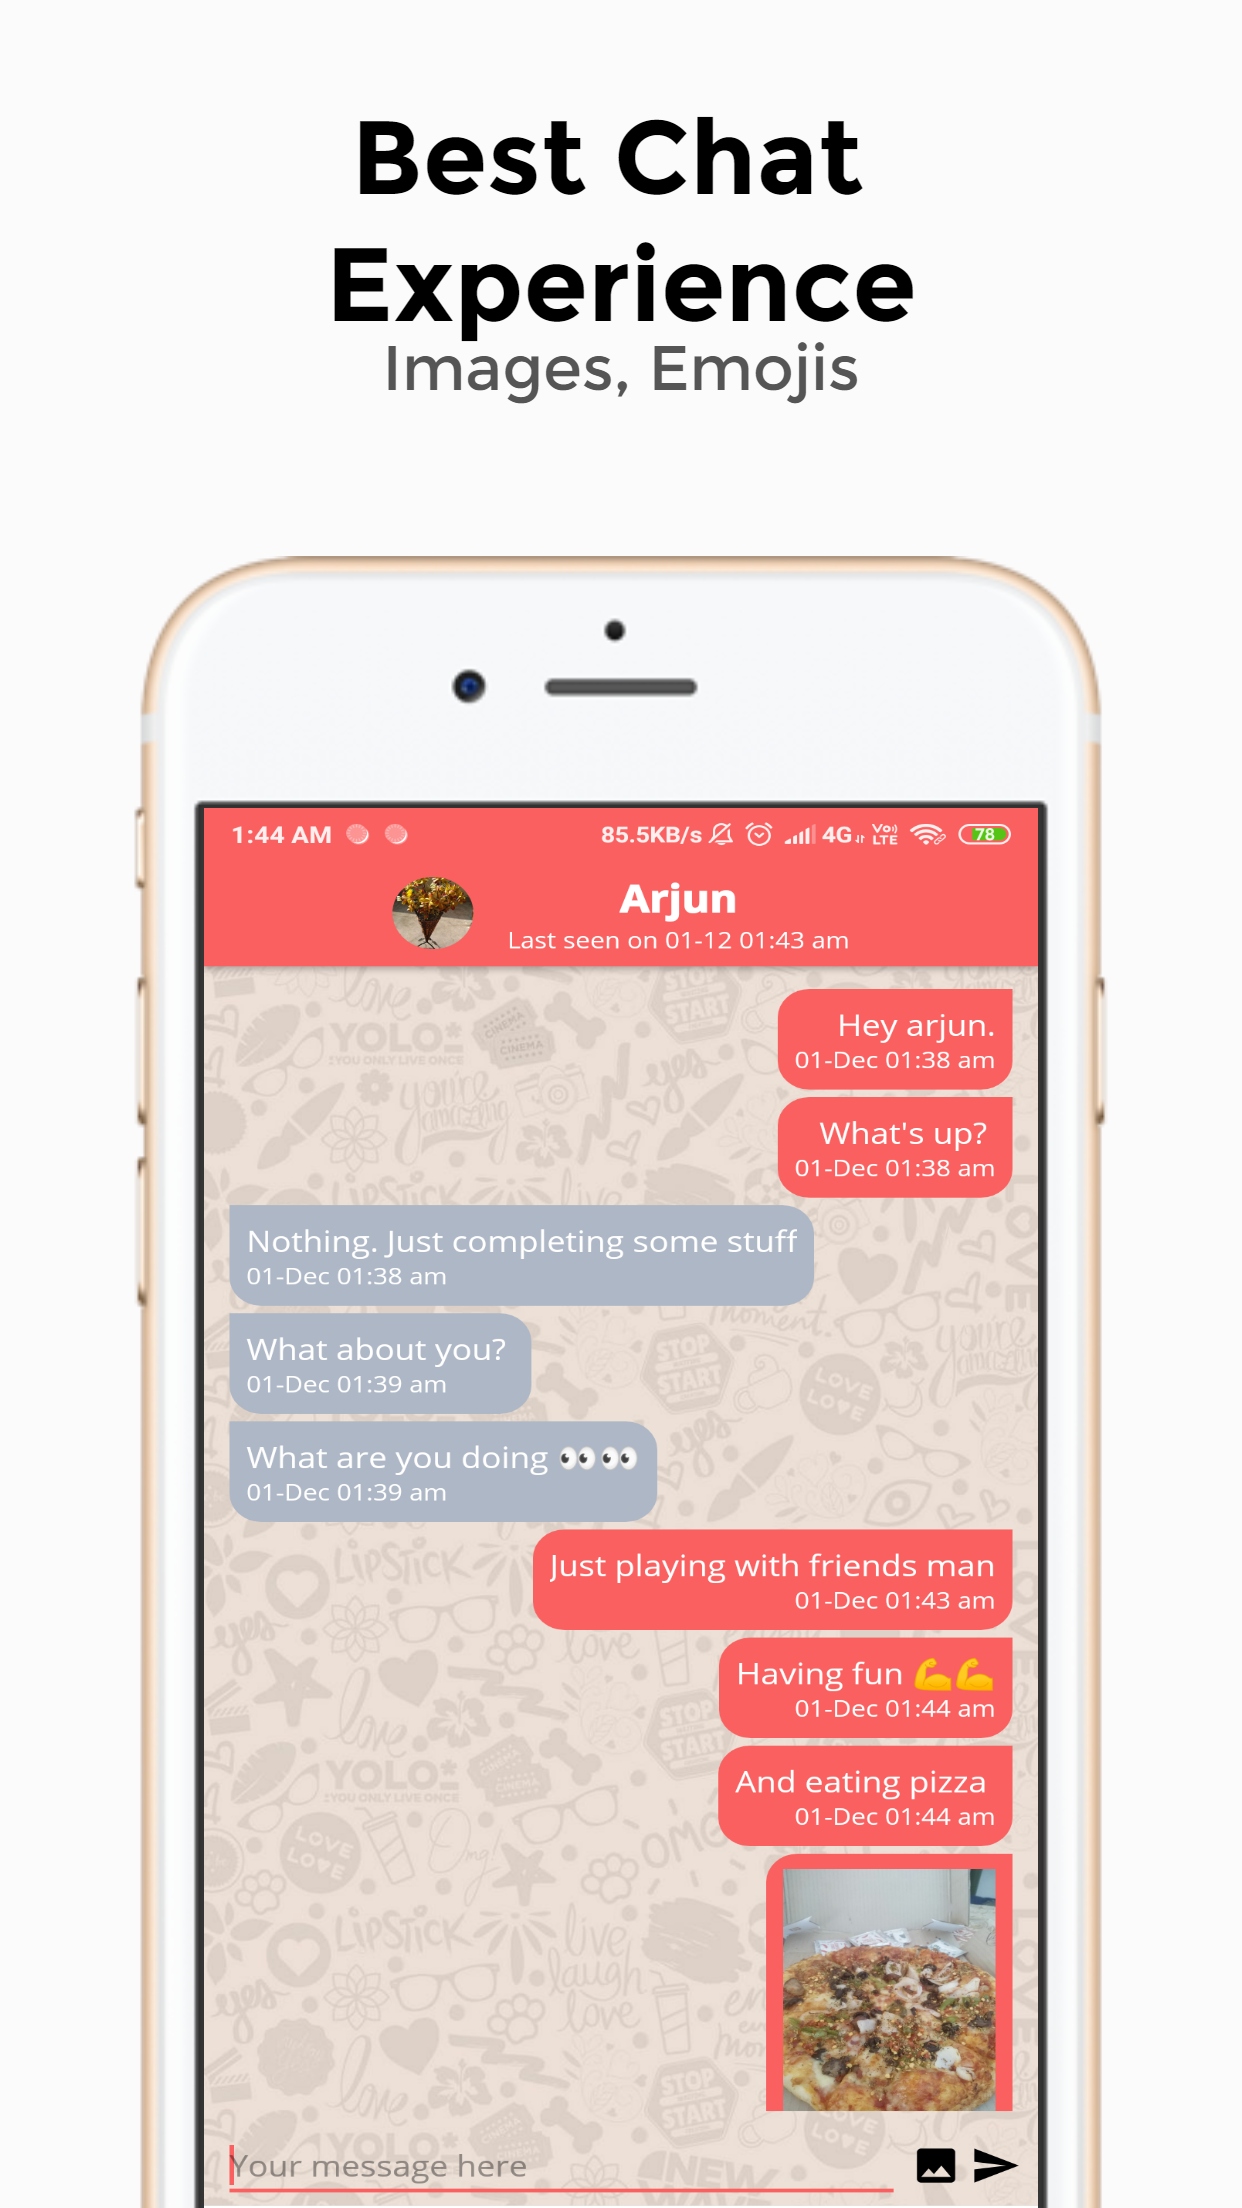 Best Chat
Experience
Images, Emojis
1:44 AM 85.5KB/s 4G Vo) LTE 78
Arjun
Last seen on 01-12 01:43 am
Hey arjun.
01-Dec 01:38 am
What's up?
01-Dec 01:38 am
Nothing. Just completing some stuff
01-Dec 01:38 am
What about you?
01-Dec 01:39 am
What are you doing 👀👀
01-Dec 01:39 am
Just playing with friends man
01-Dec 01:43 am
Having fun 💪💪
01-Dec 01:44 am
And eating pizza
01-Dec 01:44 am
Your message here